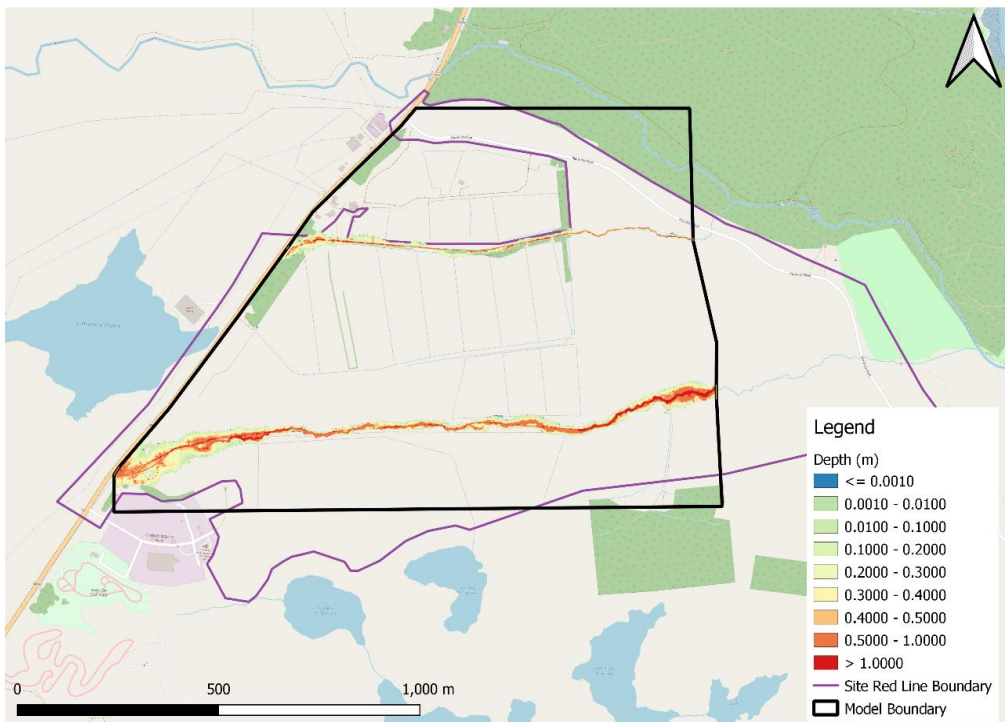 Legend
Depth (m)
<= 0.0010
0.0010 - 0.0100
0.0100 - 0.1000
0.1000 - 0.2000
0.2000 - 0.3000
0.3000 - 0.4000
0.4000 - 0.5000
0.5000 - 1.0000
> 1.0000
Site Red Line Boundary
Model Boundary
0 500 1,000 m